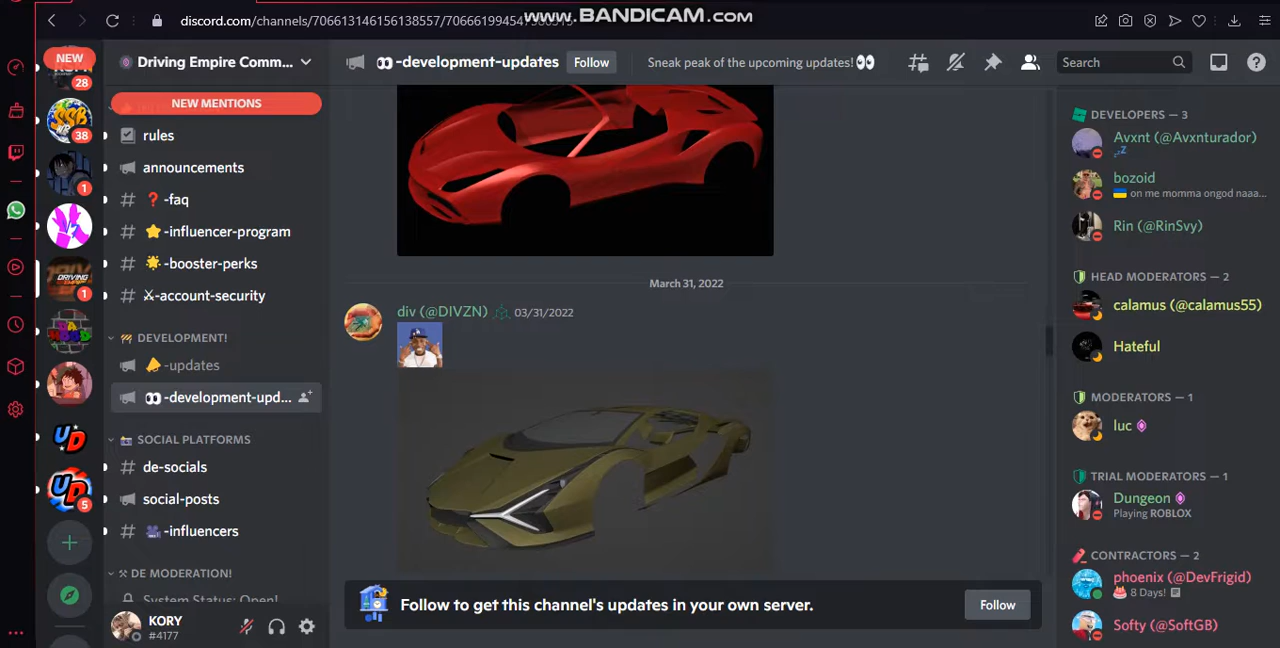 www.BANDICAM.com
discord.com/channels/706613146156138557/706661994547
NEW
28
38
1
1
5
Driving Empire Comm...
NEW MENTIONS
rules
announcements
-faq
-influencer-program
-booster-perks
-account-security
DEVELOPMENT!
-updates
-development-upd...
SOCIAL PLATFORMS
de-socials
social-posts
-influencers
DE MODERATION!
System Status: Open!
KORY
#4177
-development-updates
Follow
Sneak peak of the upcoming updates!
Search
March 31, 2022
div (@DIVZN) 03/31/2022
Follow to get this channel's updates in your own server.
Follow
DEVELOPERS — 3
Avxnt (@Avxnturador)
bozoid
on me momma ongod naaa...
Rin (@RinSvy)
HEAD MODERATORS — 2
calamus (@calamus55)
Hateful
MODERATORS — 1
luc
TRIAL MODERATORS — 1
Dungeon
Playing ROBLOX
CONTRACTORS — 2
phoenix (@DevFrigid)
8 Days!
Softy (@SoftGB)